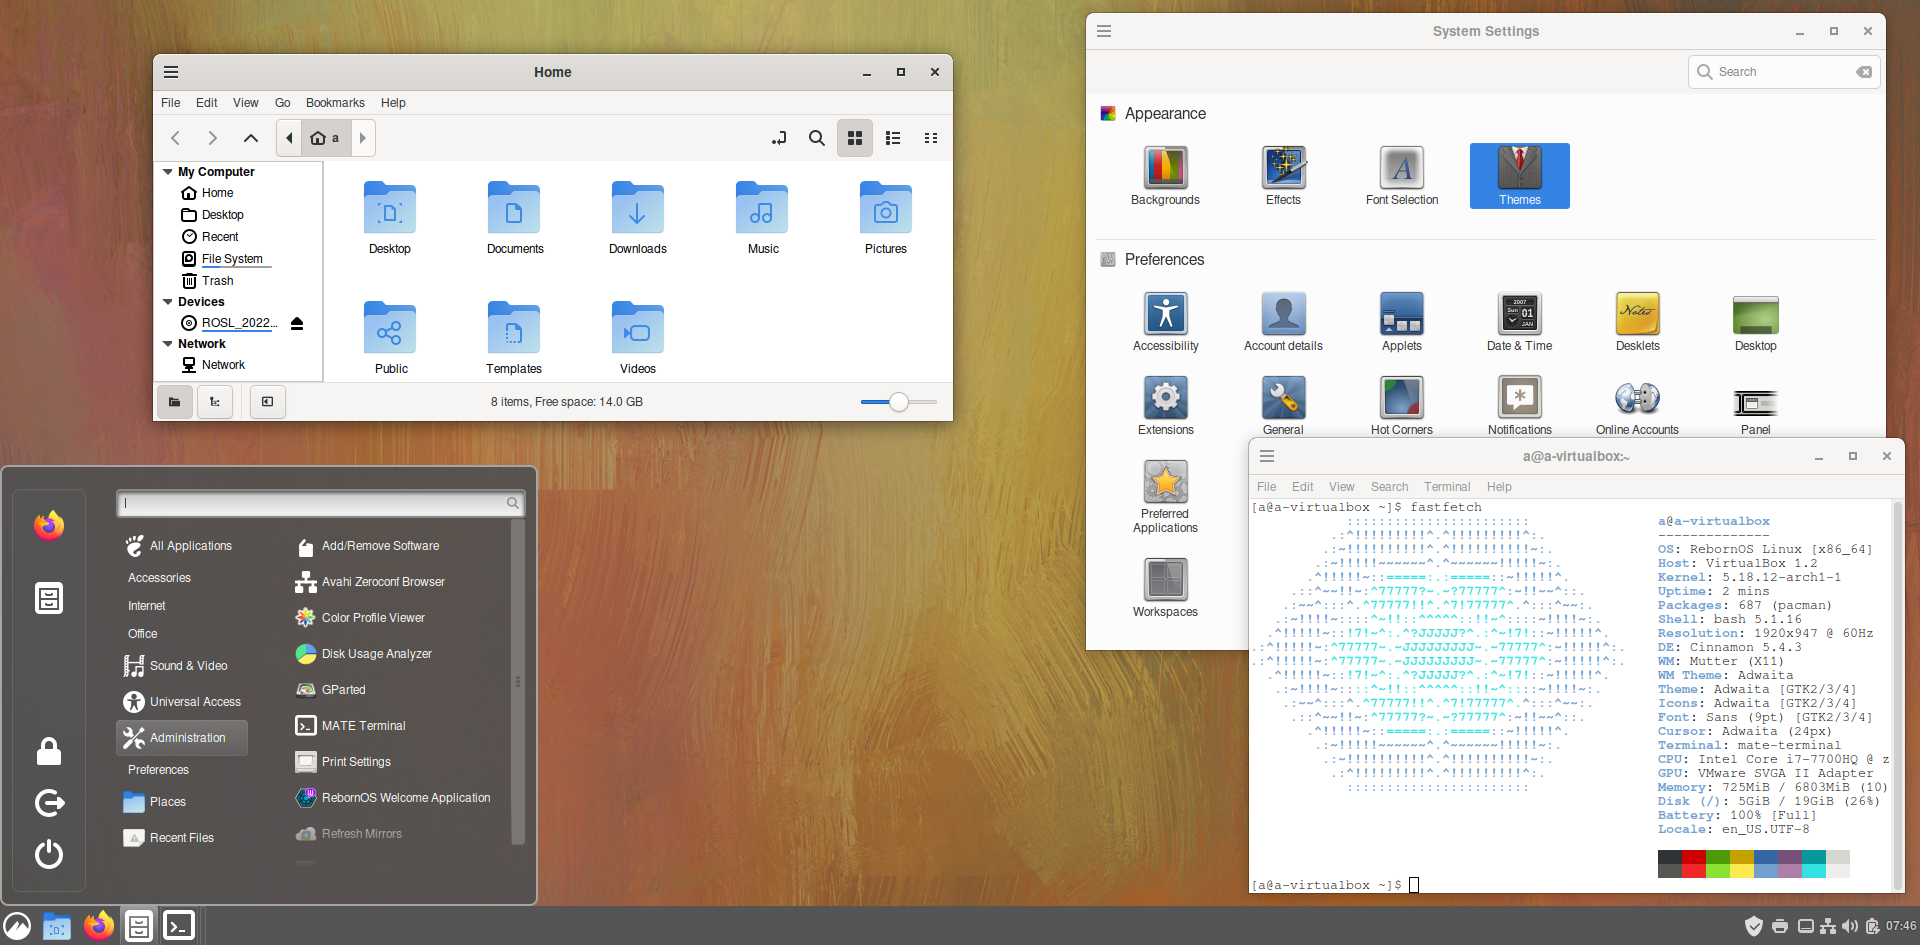 Home
File Edit View Go Bookmarks Help
a
My Computer
Home
Desktop
Recent
File System
Trash
Devices
ROSL_2022...
Network
Network
Desktop Documents Downloads Music Pictures
Public Templates Videos
8 items, Free space: 14.0 GB
System Settings
Search
Appearance
Backgrounds Effects Font Selection Themes
Preferences
Accessibility Account details Applets Date & Time Desklets Desktop
Extensions General Hot Corners Notifications Online Accounts Panel
Preferred
Applications
Workspaces
a@a-virtualbox:~
File Edit View Search Terminal Help
[a@a-virtualbox ~]$ fastfetch
a@a-virtualbox
--------------
OS: RebornOS Linux [x86_64]
Host: VirtualBox 1.2
Kernel: 5.18.12-arch1-1
Uptime: 2 mins
Packages: 687 (pacman)
Shell: bash 5.1.16
Resolution: 1920x947 @ 60Hz
DE: Cinnamon 5.4.3
WM: Mutter (X11)
WM Theme: Adwaita
Theme: Adwaita [GTK2/3/4]
Icons: Adwaita [GTK2/3/4]
Font: Sans (9pt) [GTK2/3/4]
Cursor: Adwaita (24px)
Terminal: mate-terminal
CPU: Intel Core i7-7700HQ @ z
GPU: VMware SVGA II Adapter
Memory: 725MiB / 6803MiB (10)
Disk (/): 5GiB / 19GiB (26%)
Battery: 100% [Full]
Locale: en_US.UTF-8
[a@a-virtualbox ~]$
All Applications
Accessories
Internet
Office
Sound & Video
Universal Access
Administration
Preferences
Places
Recent Files
Add/Remove Software
Avahi Zeroconf Browser
Color Profile Viewer
Disk Usage Analyzer
GParted
MATE Terminal
Print Settings
RebornOS Welcome Application
Refresh Mirrors
07:46